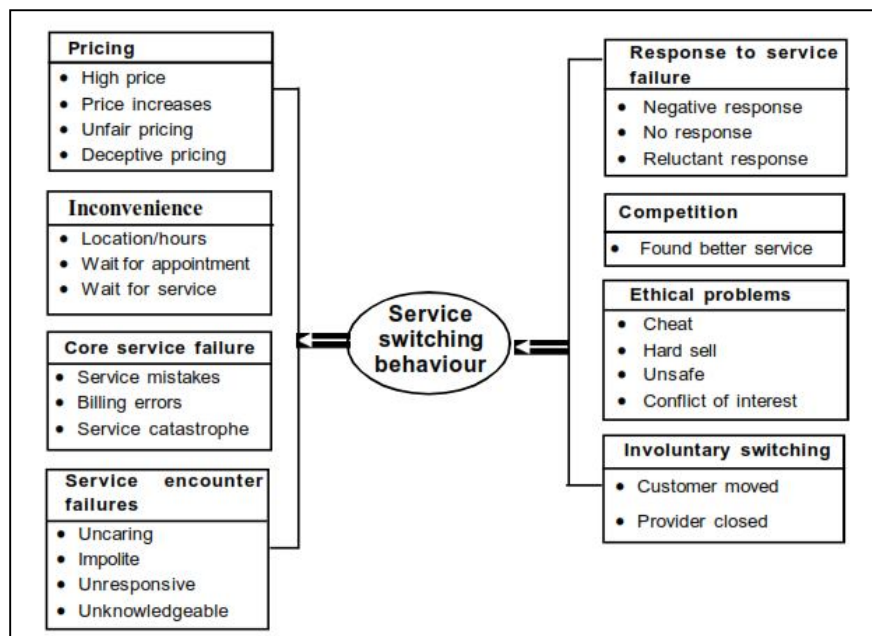 Pricing
• High price
• Price increases
• Unfair pricing
• Deceptive pricing
Inconvenience
• Location/hours
• Wait for appointment
• Wait for service
Core service failure
• Service mistakes
• Billing errors
• Service catastrophe
Service encounter
failures
• Uncaring
• Impolite
• Unresponsive
• Unknowledgeable
Service
switching
behaviour
Response to service
failure
• Negative response
• No response
• Reluctant response
Competition
• Found better service
Ethical problems
• Cheat
• Hard sell
• Unsafe
• Conflict of interest
Involuntary switching
• Customer moved
• Provider closed